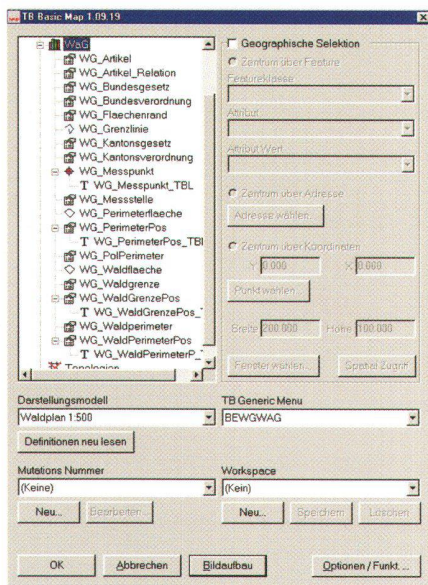 TB Basic Map 1.09.19
WaG
WG_Artikel
WG_Artikel_Relation
WG_Bundesgesetz
WG_Bundesverordnung
WG_Flaechenrand
WG_Grenzlinie
WG_Kantonsgesetz
WG_Kantonsverordnung
WG_Messpunkt
T WG_Messpunkt_TBL
WG_Messstelle
WG_Perimeterflaeche
WG_PerimeterPos
T WG_PerimeterPos_TBl
WG_PolPerimeter
WG_Waldflaeche
WG_Waldgrenze
WG_WaldGrenzePos
T WG_WaldGrenzePos_T
WG_Waldperimeter
WG_WaldPerimeterPos
T WG_WaldPerimeterP_T
Topologien
Geographische Selektion
Zentrum über Feature
Featureklasse
Attribut
Attribut Wert
Zentrum über Adresse
Adresse wählen...
Zentrum über Koordinaten
Y 0.000 X 0.000
Punkt wählen...
Breite 200.000 Höhe 100.000
Fenster wählen... Spatial Zugriff
Darstellungsmodell
Waldplan 1:500
Definitionen neu lesen
TB Generic Menu
BEWGWAG
Mutations Nummer
(Keine)
Neu... Bearbeiten...
Workspace
(Kein)
Neu... Speichern Löschen
OK Abbrechen Bildaufbau Optionen / Funkt. ...